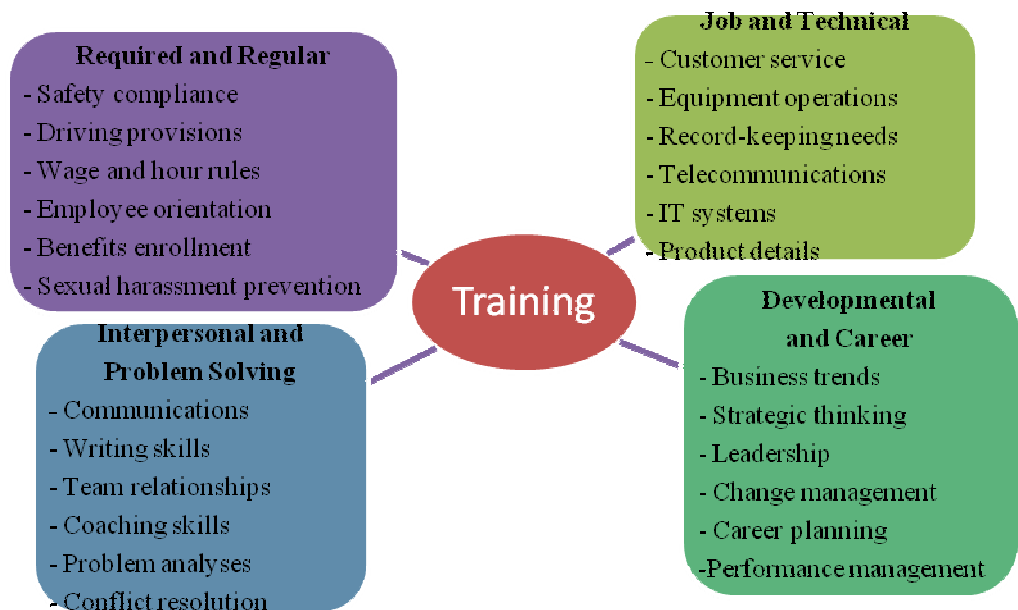 Required and Regular
- Safety compliance
- Driving provisions
- Wage and hour rules
- Employee orientation
- Benefits enrollment
- Sexual harassment prevention
Job and Technical
- Customer service
- Equipment operations
- Record-keeping needs
- Telecommunications
- IT systems
- Product details
Training
Interpersonal and
Problem Solving
- Communications
- Writing skills
- Team relationships
- Coaching skills
- Problem analyses
- Conflict resolution
Developmental
and Career
- Business trends
- Strategic thinking
- Leadership
- Change management
- Career planning
-Performance management